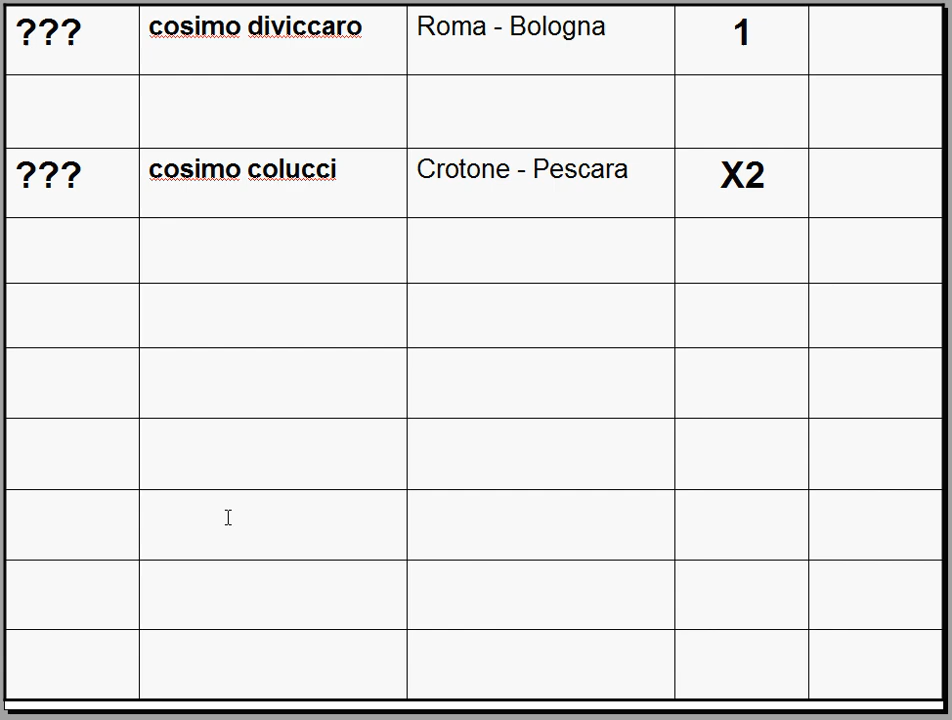 ??? cosimo diviccaro Roma - Bologna 1
??? cosimo colucci Crotone - Pescara X2